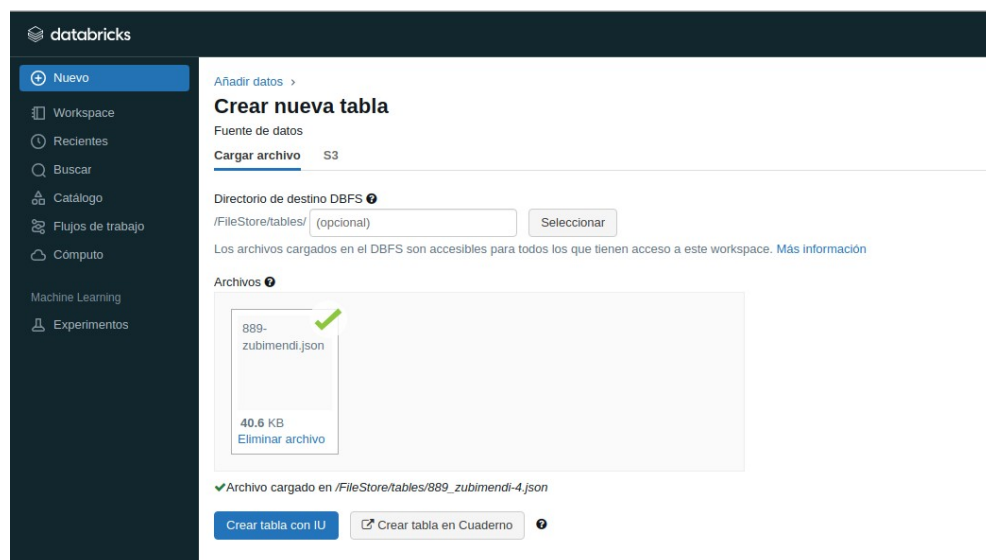 databricks
Nuevo
Workspace
Recientes
Buscar
Catálogo
Flujos de trabajo
Cómputo
Machine Learning
Experimentos
Añadir datos ›
Crear nueva tabla
Fuente de datos
Cargar archivo S3
Directorio de destino DBFS
/FileStore/tables/ (opcional) Seleccionar
Los archivos cargados en el DBFS son accesibles para todos los que tienen acceso a este workspace. Más información
Archivos
889-
zubimendi.json
40.6 KB
Eliminar archivo
Archivo cargado en /FileStore/tables/889_zubimendi-4.json
Crear tabla con IU Crear tabla en Cuaderno